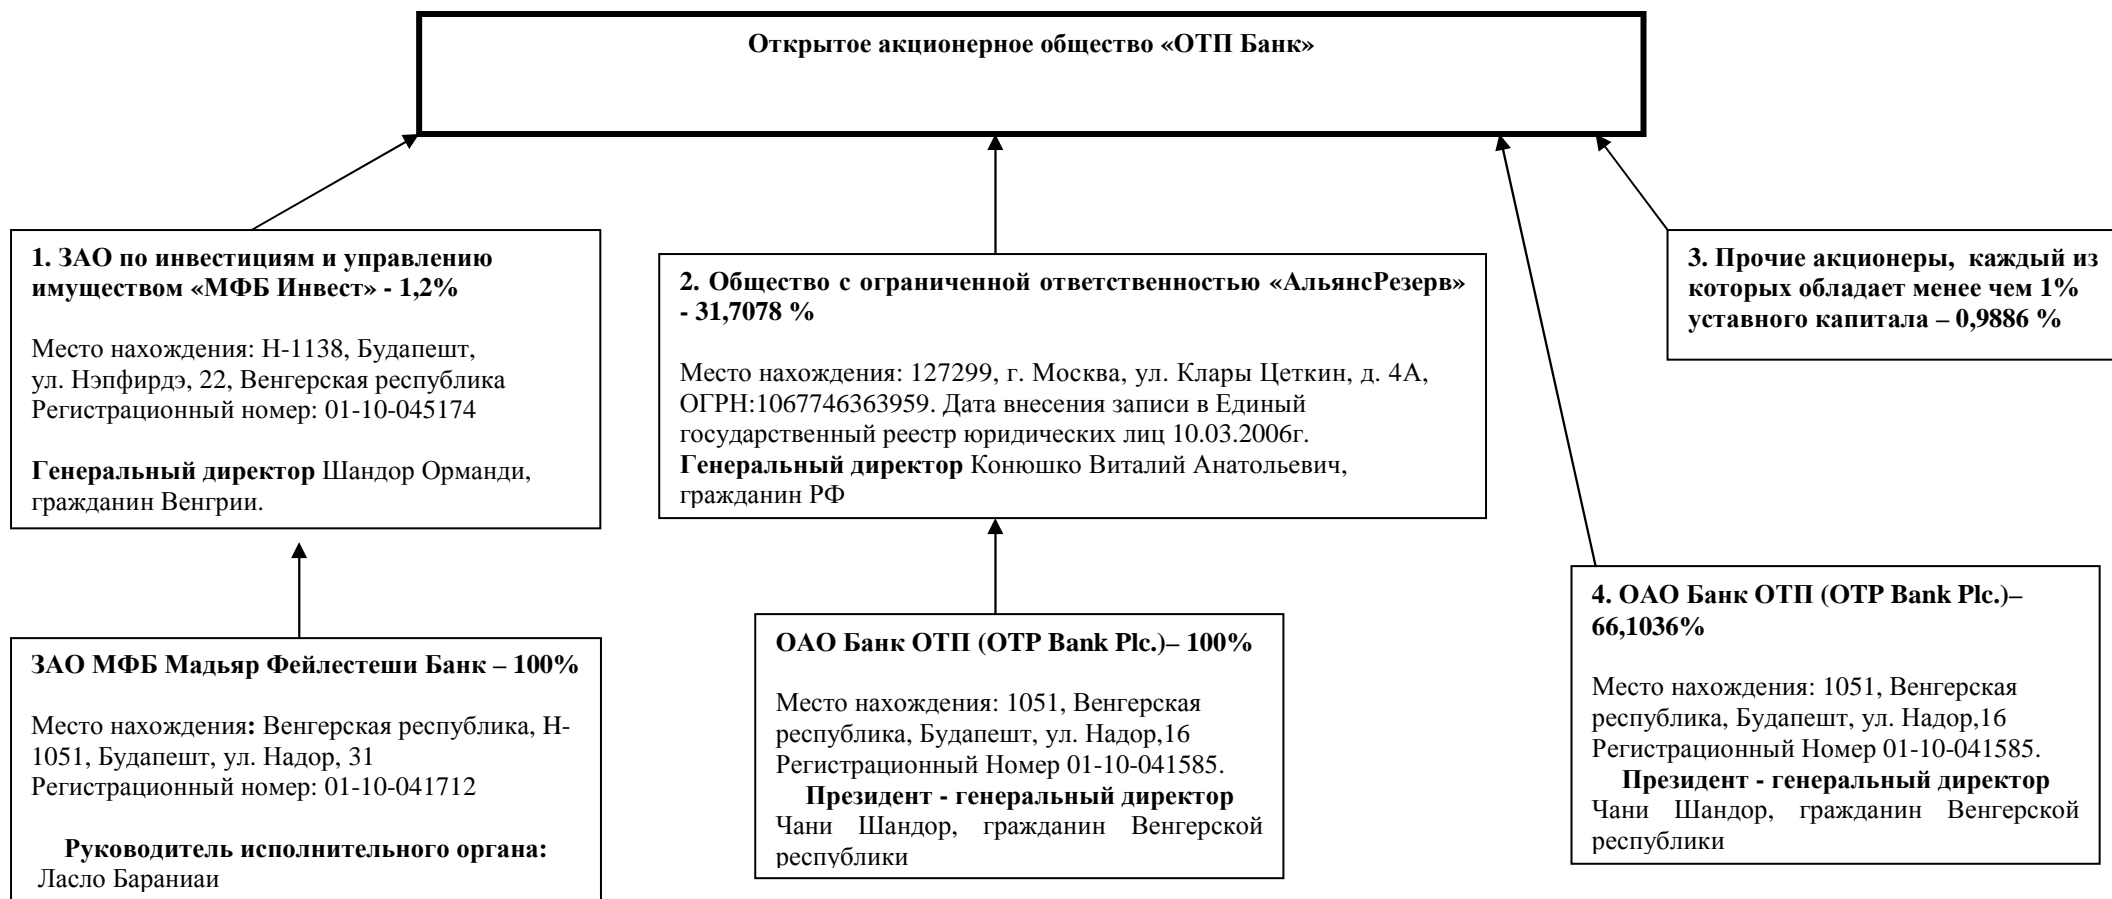 Открытое акционерное общество «ОТП Банк»
1. ЗАО по инвестициям и управлению
имуществом «МФБ Инвест» - 1,2%
Место нахождения: Н-1138, Будапешт,
ул. Нэпфирдэ, 22, Венгерская республика
Регистрационный номер: 01-10-045174
Генеральный директор Шандор Орманди,
гражданин Венгрии.
2. Общество с ограниченной ответственностью «АльянсРезерв»
- 31,7078 %
Место нахождения: 127299, г. Москва, ул. Клары Цеткин, д. 4А,
ОГРН:1067746363959. Дата внесения записи в Единый
государственный реестр юридических лиц 10.03.2006г.
Генеральный директор Конюшко Виталий Анатольевич,
гражданин РФ
3. Прочие акционеры, каждый из
которых обладает менее чем 1%
уставного капитала – 0,9886 %
ЗАО МФБ Мадьяр Фейлестеши Банк – 100%
Место нахождения: Венгерская республика, Н-
1051, Будапешт, ул. Надор, 31
Регистрационный номер: 01-10-041712
Руководитель исполнительного органа:
Ласло Бараниаи
ОАО Банк ОТП (OTP Bank Plc.)– 100%
Место нахождения: 1051, Венгерская
республика, Будапешт, ул. Надор,16
Регистрационный Номер 01-10-041585.
Президент - генеральный директор
Чани Шандор, гражданин Венгерской
республики
4. ОАО Банк ОТП (OTP Bank Plc.)–
66,1036%
Место нахождения: 1051, Венгерская
республика, Будапешт, ул. Надор,16
Регистрационный Номер 01-10-041585.
Президент - генеральный директор
Чани Шандор, гражданин Венгерской
республики